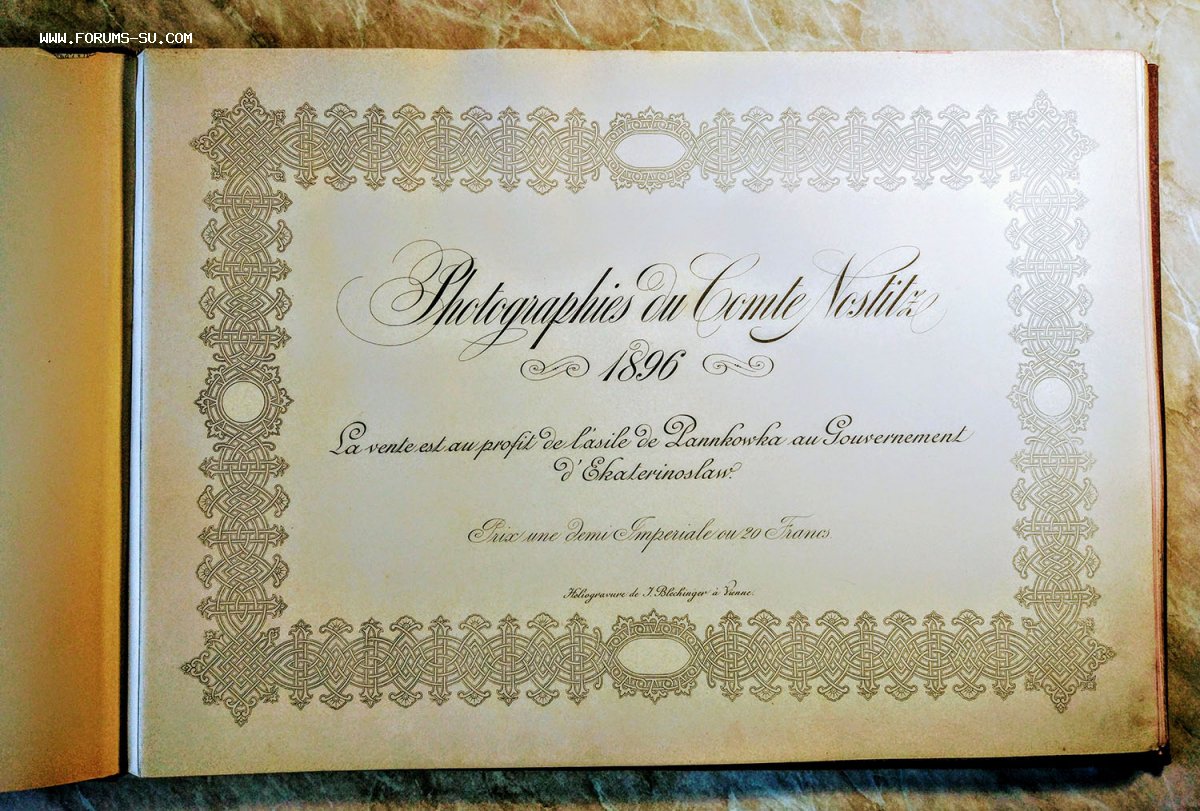 WWW.FORUMS-SU.COM
Photographies du Comte Nostitz
1896
La vente est au profit de l'asile de Pannkowka au Gouvernement
d'Ekaterinoslaw.
Prix une demi Imperiale ou 20 Francs.
Héliogravure de J. Blechinger à Vienne.